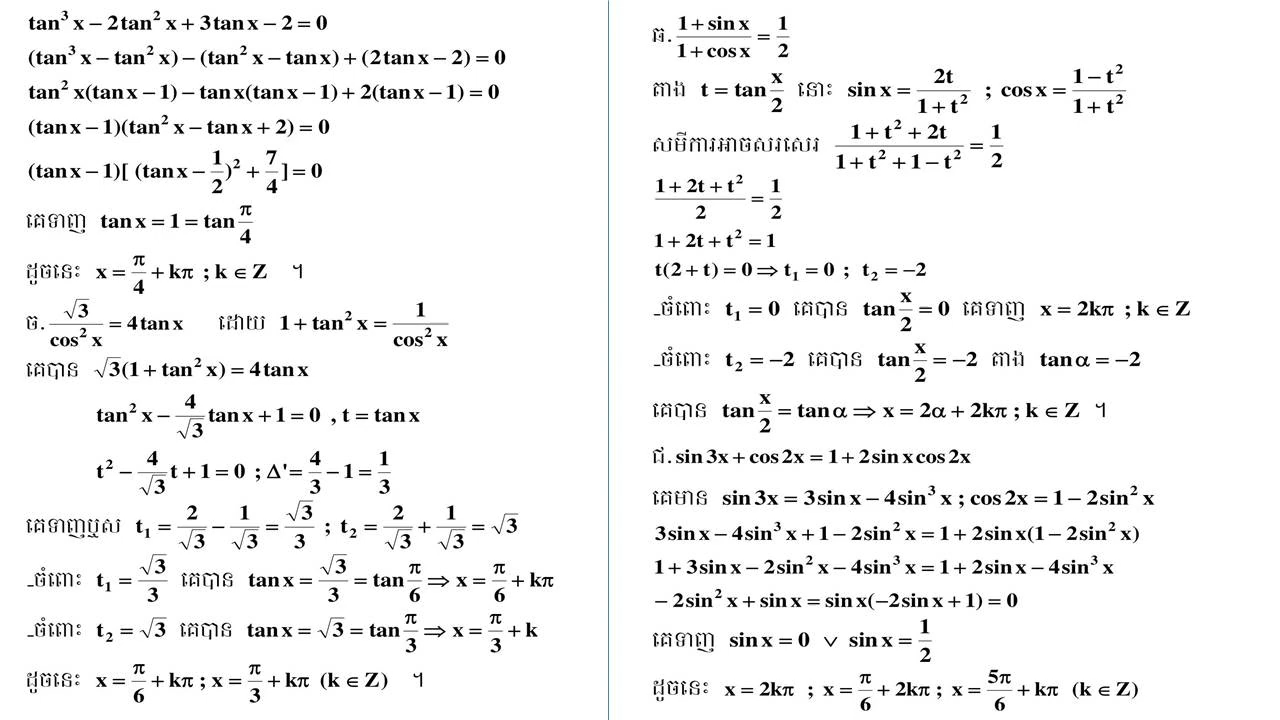 tan³x − 2tan²x + 3tanx − 2 = 0
(tan³x − tan²x) − (tan²x − tanx) + (2tanx − 2) = 0
tan²x(tanx − 1) − tanx(tanx − 1) + 2(tanx − 1) = 0
(tanx − 1)(tan²x − tanx + 2) = 0
(tanx − 1)[ (tanx − 1/2)² + 7/4 ] = 0
គេទាញ tanx = 1 = tan π/4
ដូចនេះ x = π/4 + kπ ; k ∈ Z ។
ច. √3/cos²x = 4tanx ដោយ 1 + tan²x = 1/cos²x
គេបាន √3(1 + tan²x) = 4tanx
tan²x − 4/√3 tanx + 1 = 0 , t = tanx
t² − 4/√3 t + 1 = 0 ; Δ' = 4/3 − 1 = 1/3
គេទាញឬស t₁ = 2/√3 − 1/√3 = √3/3 ; t₂ = 2/√3 + 1/√3 = √3
_ចំពោះ t₁ = √3/3 គេបាន tanx = √3/3 = tan π/6 ⇒ x = π/6 + kπ
_ចំពោះ t₂ = √3 គេបាន tanx = √3 = tan π/3 ⇒ x = π/3 + k
ដូចនេះ x = π/6 + kπ ; x = π/3 + kπ (k ∈ Z) ។
ឆ. (1 + sinx)/(1 + cosx) = 1/2
តាង t = tan x/2 នោះ sinx = 2t/(1 + t²) ; cosx = (1 − t²)/(1 + t²)
សមីការអាចសរសេរ (1 + t² + 2t)/(1 + t² + 1 − t²) = 1/2
(1 + 2t + t²)/2 = 1/2
1 + 2t + t² = 1
t(2 + t) = 0 ⇒ t₁ = 0 ; t₂ = −2
_ចំពោះ t₁ = 0 គេបាន tan x/2 = 0 គេទាញ x = 2kπ ; k ∈ Z
_ចំពោះ t₂ = −2 គេបាន tan x/2 = −2 តាង tanα = −2
គេបាន tan x/2 = tanα ⇒ x = 2α + 2kπ ; k ∈ Z ។
ជ. sin3x + cos2x = 1 + 2sinxcos2x
គេមាន sin3x = 3sinx − 4sin³x ; cos2x = 1 − 2sin²x
3sinx − 4sin³x + 1 − 2sin²x = 1 + 2sinx(1 − 2sin²x)
1 + 3sinx − 2sin²x − 4sin³x = 1 + 2sinx − 4sin³x
− 2sin²x + sinx = sinx(−2sinx + 1) = 0
គេទាញ sinx = 0 ∨ sinx = 1/2
ដូចនេះ x = 2kπ ; x = π/6 + 2kπ ; x = 5π/6 + kπ (k ∈ Z)